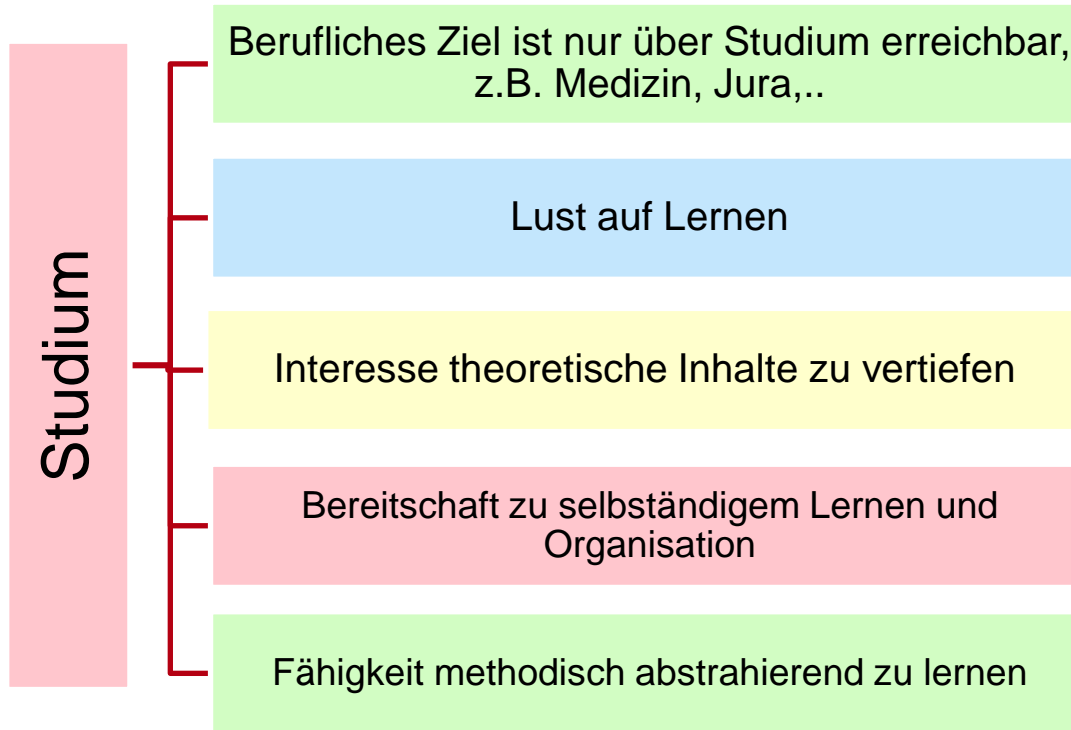 Studium
Berufliches Ziel ist nur über Studium erreichbar,
z.B. Medizin, Jura,..
Lust auf Lernen
Interesse theoretische Inhalte zu vertiefen
Bereitschaft zu selbständigem Lernen und
Organisation
Fähigkeit methodisch abstrahierend zu lernen